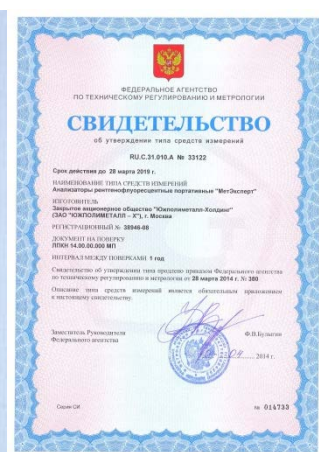 ФЕДЕРАЛЬНОЕ АГЕНТСТВО
ПО ТЕХНИЧЕСКОМУ РЕГУЛИРОВАНИЮ И МЕТРОЛОГИИ
СВИДЕТЕЛЬСТВО
об утверждении типа средств измерений
RU.C.31.010.A № 33122
Срок действия до 28 марта 2019 г.
НАИМЕНОВАНИЕ ТИПА СРЕДСТВ ИЗМЕРЕНИЙ
Анализаторы рентгенофлуоресцентные портативные "МетЭксперт"
ИЗГОТОВИТЕЛЬ
Закрытое акционерное общество "Южполиметалл-Холдинг"
(ЗАО "ЮЖПОЛИМЕТАЛЛ – Х"), г. Москва
РЕГИСТРАЦИОННЫЙ № 38946-08
ДОКУМЕНТ НА ПОВЕРКУ
ЛПКН 14.00.00.000 МП
ИНТЕРВАЛ МЕЖДУ ПОВЕРКАМИ 1 год
Свидетельство об утверждении типа продлено приказом Федерального агентства
по техническому регулированию и метрологии от 28 марта 2014 г. № 380
Описание типа средств измерений является обязательным приложением
к настоящему свидетельству.
Заместитель Руководителя
Федерального агентства
Ф.В.Булыгин
04 2014 г.
Серия СИ
№ 014733